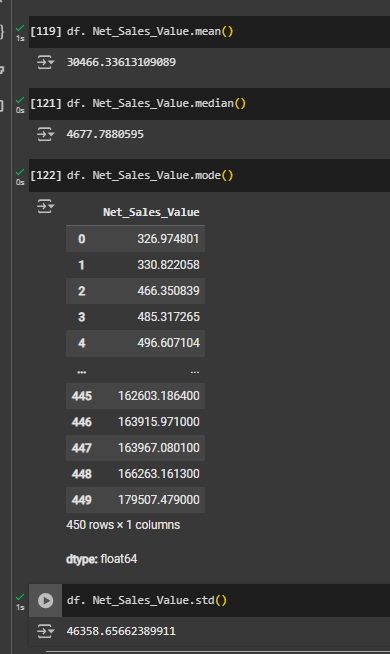 [119] df. Net_Sales_Value.mean()
1s
30466.33613109089
[121] df. Net_Sales_Value.median()
0s
4677.7880595
[122] df. Net_Sales_Value.mode()
0s
Net_Sales_Value
0 326.974801
1 330.822058
2 466.350839
3 485.317265
4 496.607104
... ...
445 162603.186400
446 163915.971000
447 163967.080100
448 166263.161300
449 179507.479000
450 rows × 1 columns
dtype: float64
df. Net_Sales_Value.std()
1s
46358.65662389911